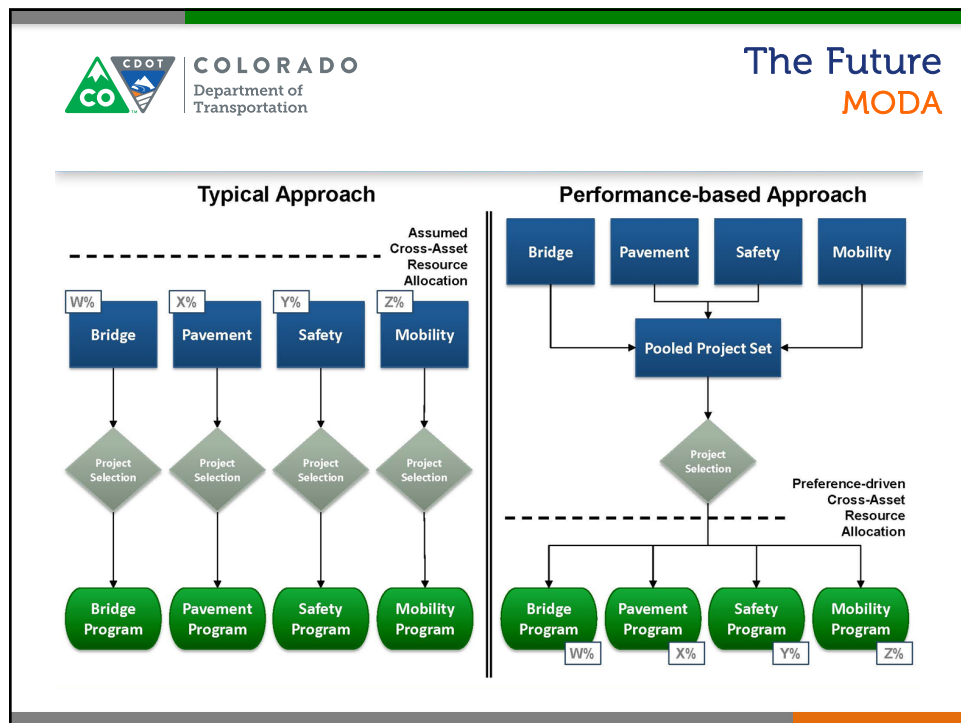 CDOT
CO
TM
COLORADO
Department of
Transportation
The Future
MODA
Typical Approach
Assumed
Cross-Asset
Resource
Allocation
W%
X%
Y%
Z%
Bridge
Pavement
Safety
Mobility
Project
Selection
Project
Selection
Project
Selection
Project
Selection
Bridge
Program
Pavement
Program
Safety
Program
Mobility
Program
Performance-based Approach
Bridge
Pavement
Safety
Mobility
Pooled Project Set
Project
Selection
Preference-driven
Cross-Asset
Resource
Allocation
Bridge
Program
Pavement
Program
Safety
Program
Mobility
Program
W%
X%
Y%
Z%